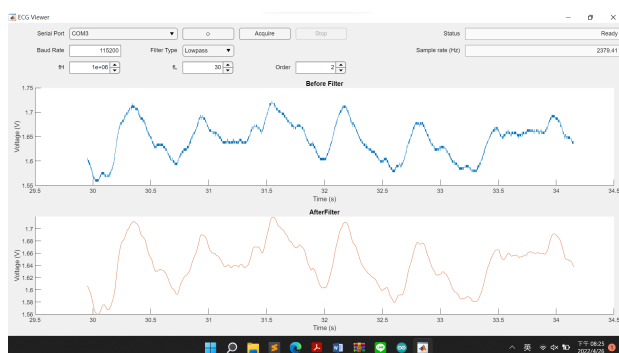 ECG Viewer
Serial Port COM3 Acquire Stop Status Ready
Baud Rate 115200 Filter Type Lowpass Sample rate (Hz) 2379.41
fH 1e+06 fL 30 Order 2
Before Filter
1.75
1.7
1.65
1.6
1.55
Voltage (V)
29.5 30 30.5 31 31.5 32 32.5 33 33.5 34 34.5
Time (s)
AfterFilter
1.7
1.68
1.66
1.64
1.62
1.6
1.58
1.56
Voltage (V)
29.5 30 30.5 31 31.5 32 32.5 33 33.5 34 34.5
Time (s)
英
下午 08:25
2022/4/26